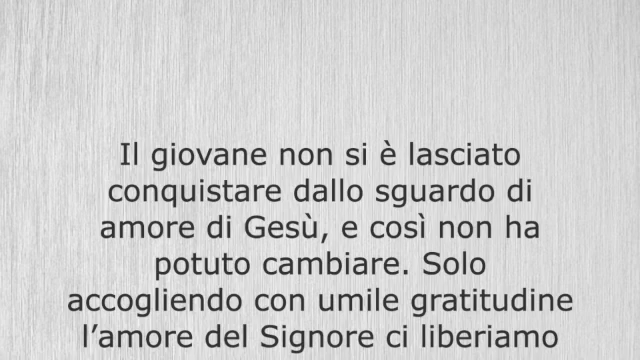 Il giovane non si è lasciato
conquistare dallo sguardo di
amore di Gesù, e così non ha
potuto cambiare. Solo
accogliendo con umile gratitudine
l’amore del Signore ci liberiamo